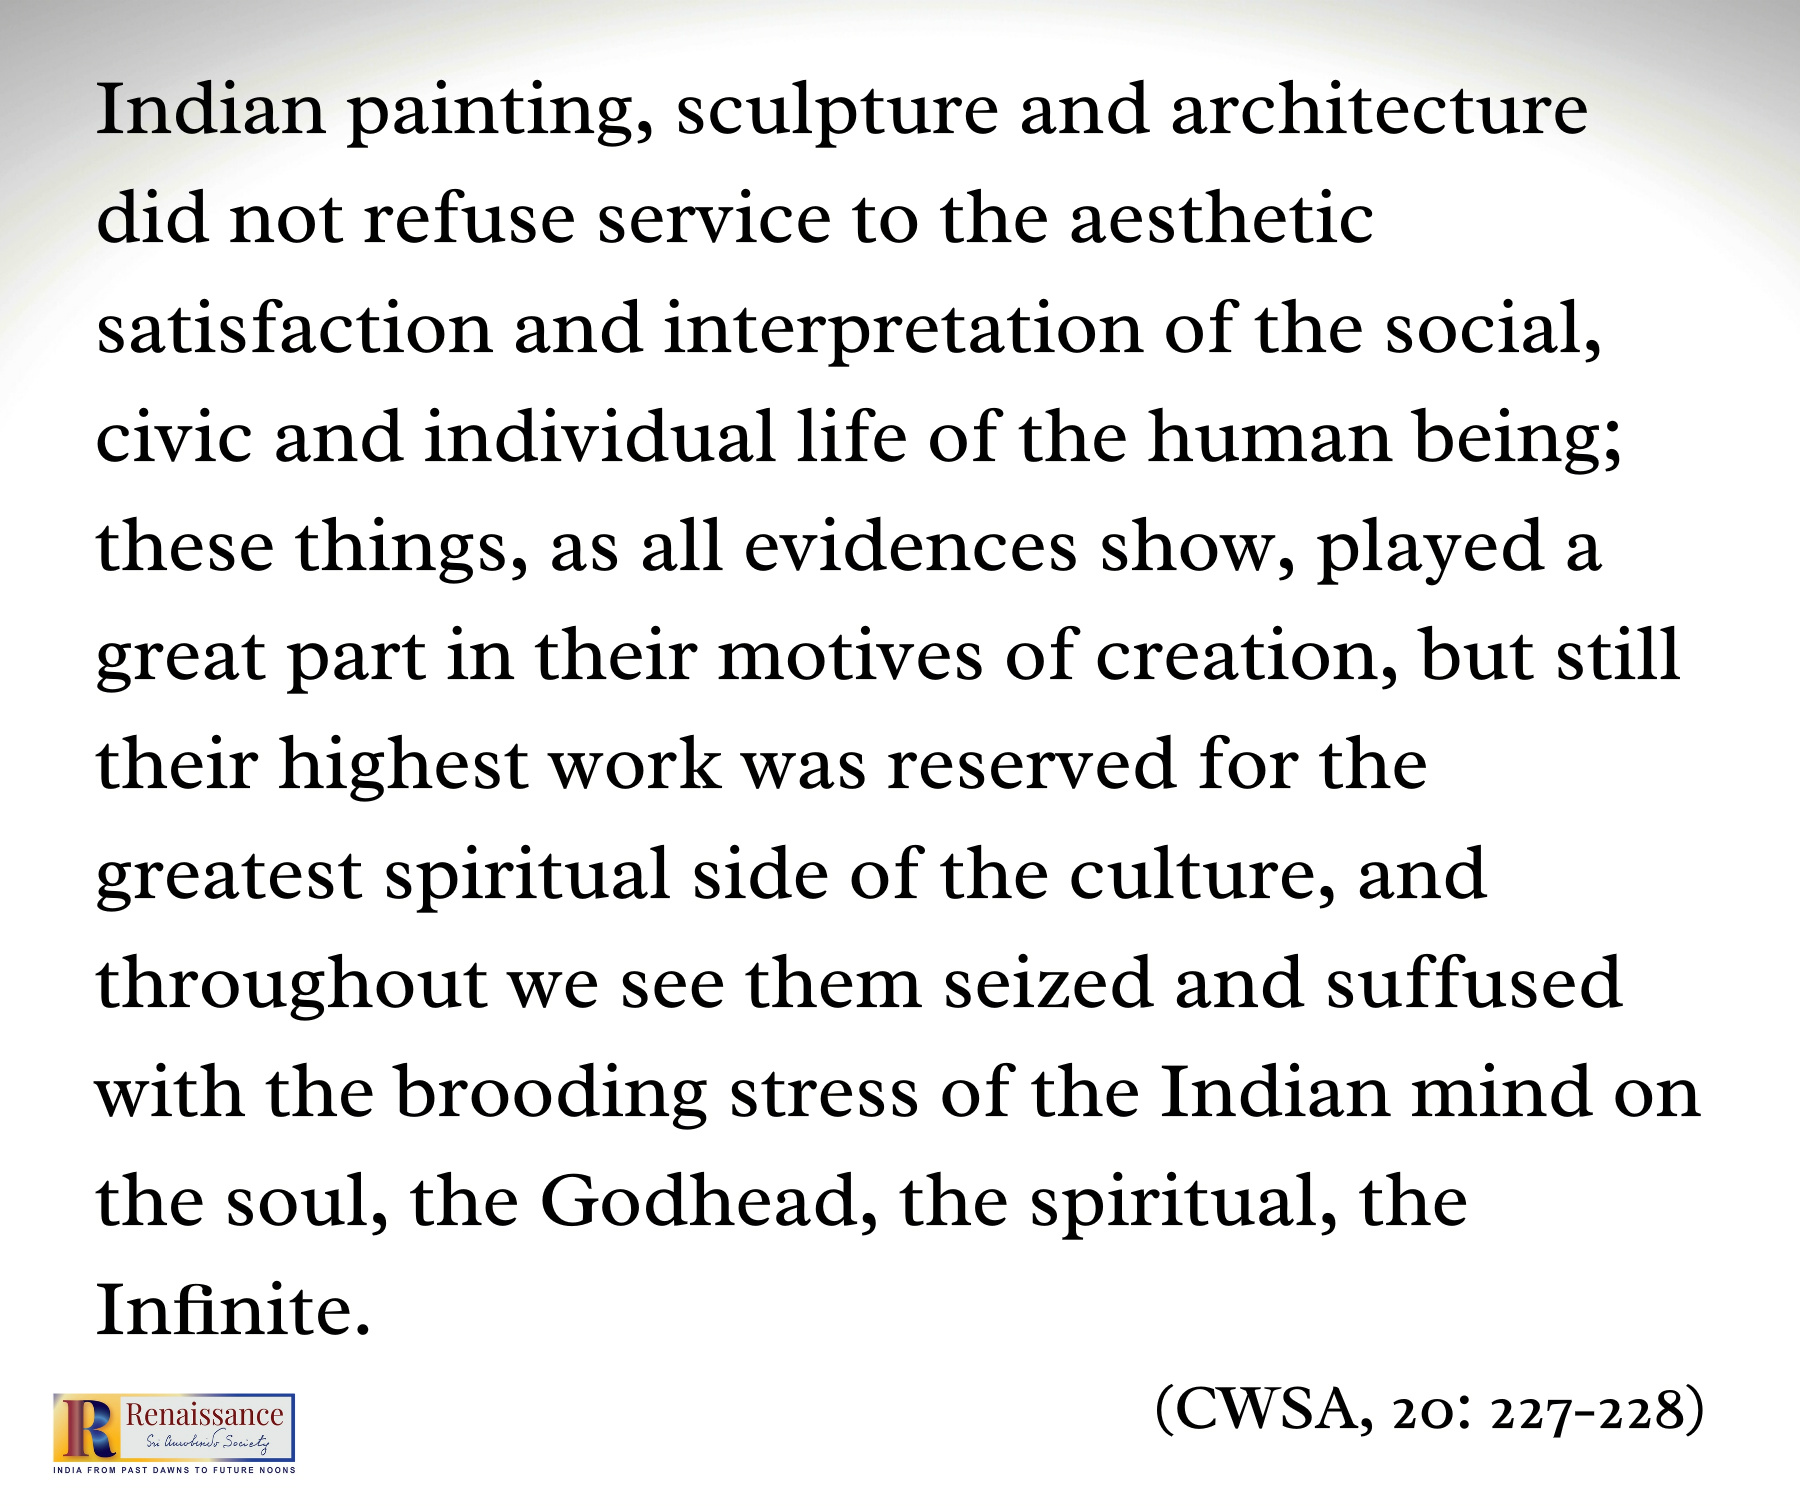 Indian painting, sculpture and architecture
did not refuse service to the aesthetic
satisfaction and interpretation of the social,
civic and individual life of the human being;
these things, as all evidences show, played a
great part in their motives of creation, but still
their highest work was reserved for the
greatest spiritual side of the culture, and
throughout we see them seized and suffused
with the brooding stress of the Indian mind on
the soul, the Godhead, the spiritual, the
Infinite.
(CWSA, 20: 227-228)
R
Renaissance
Sri Aurobindo Society
INDIA FROM PAST DAWNS TO FUTURE NOONS